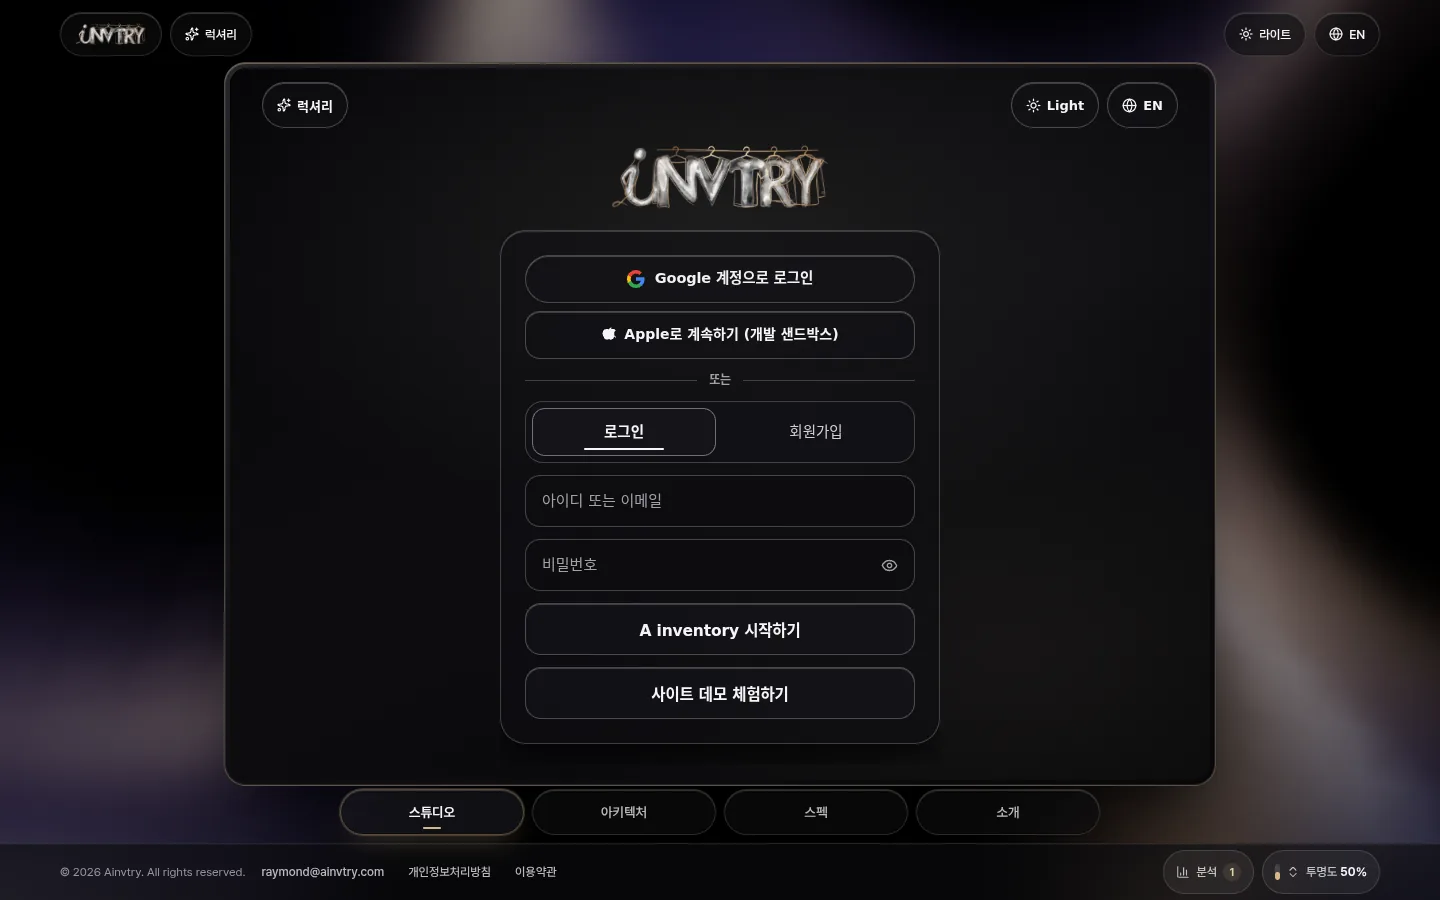 iNVTRY
럭셔리
라이트
EN
럭셔리
Light
EN
iNVTRY
Google 계정으로 로그인
Apple로 계속하기 (개발 샌드박스)
또는
로그인
회원가입
아이디 또는 이메일
비밀번호
A inventory 시작하기
사이트 데모 체험하기
스튜디오
아키텍처
스펙
소개
© 2026 Ainvtry. All rights reserved.
raymond@ainvtry.com
개인정보처리방침
이용약관
분석 1
투명도 50%